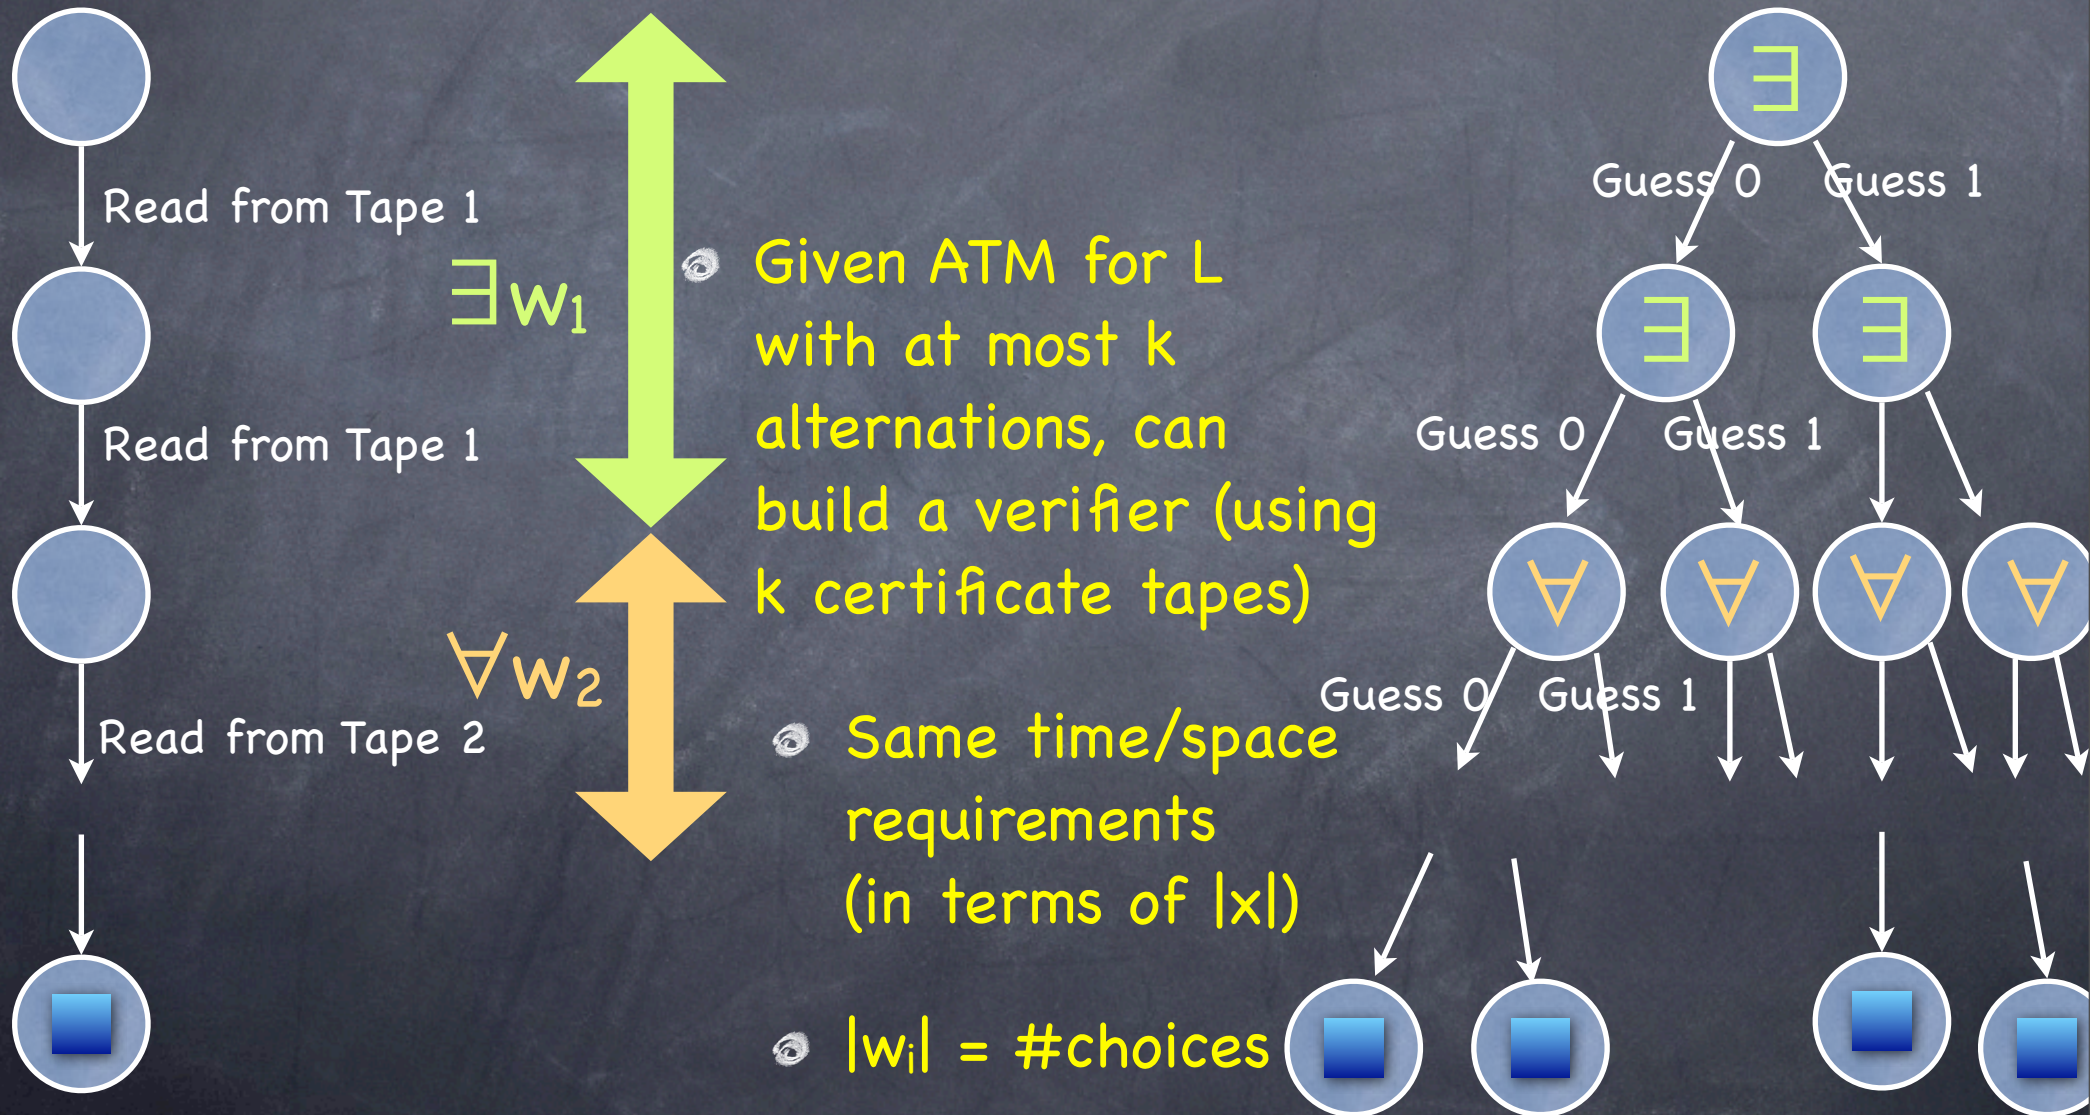 Read from Tape 1
Read from Tape 1
Read from Tape 2
∃w₁
∀w₂
Given ATM for L
with at most k
alternations, can
build a verifier (using
k certificate tapes)
Same time/space
requirements
(in terms of |x|)
|wᵢ| = #choices
∃
Guess 0 Guess 1
∃ ∃
Guess 0 Guess 1
∀ ∀ ∀ ∀
Guess 0 Guess 1